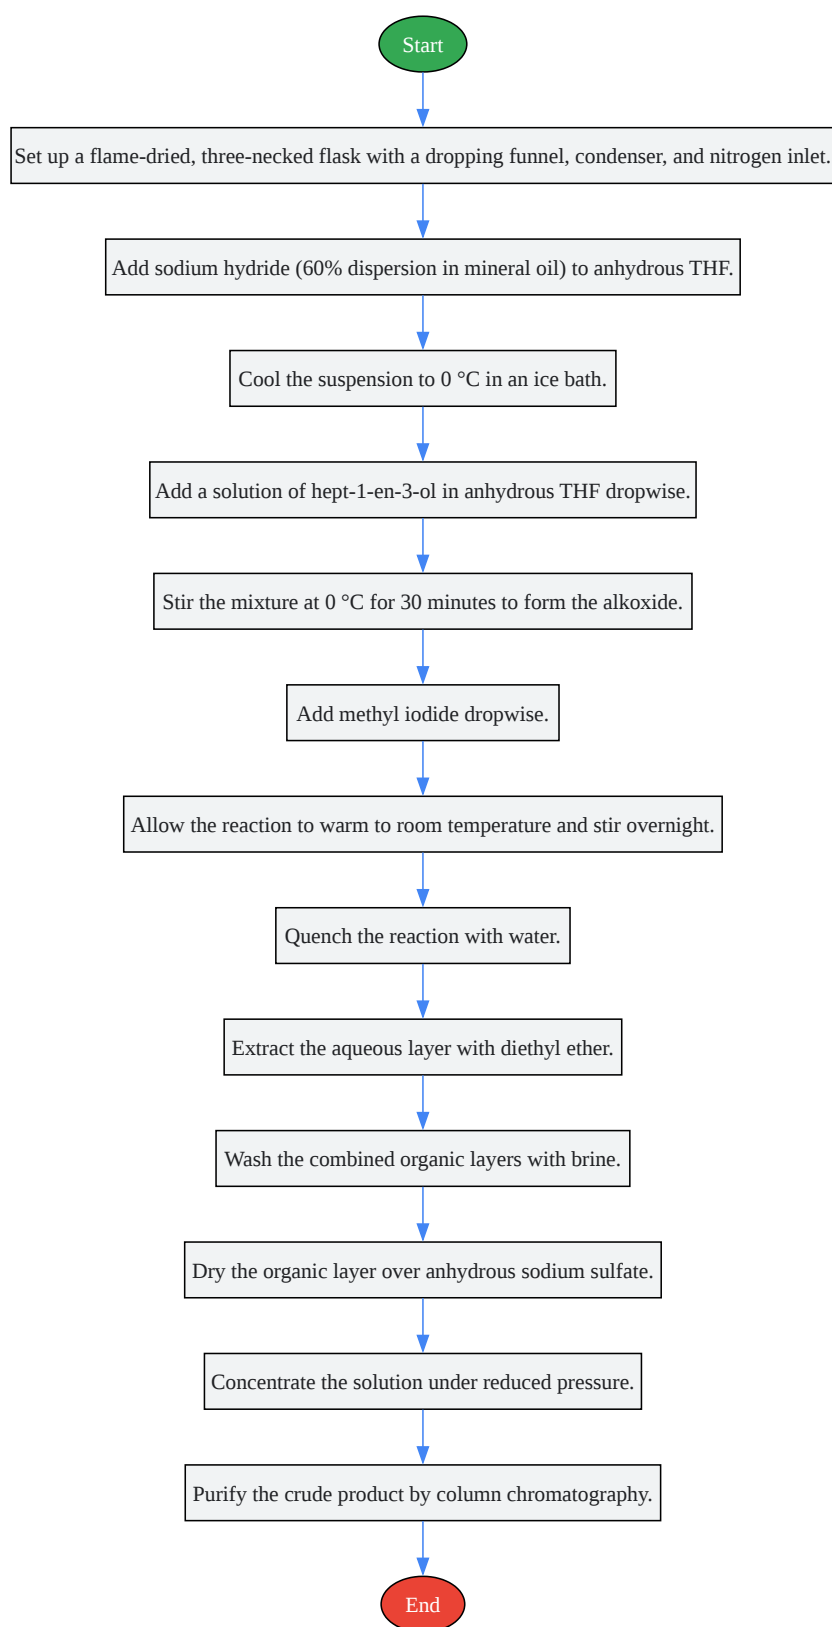 Start
Set up a flame-dried, three-necked flask with a dropping funnel, condenser, and nitrogen inlet.
Add sodium hydride (60% dispersion in mineral oil) to anhydrous THF.
Cool the suspension to 0 °C in an ice bath.
Add a solution of hept-1-en-3-ol in anhydrous THF dropwise.
Stir the mixture at 0 °C for 30 minutes to form the alkoxide.
Add methyl iodide dropwise.
Allow the reaction to warm to room temperature and stir overnight.
Quench the reaction with water.
Extract the aqueous layer with diethyl ether.
Wash the combined organic layers with brine.
Dry the organic layer over anhydrous sodium sulfate.
Concentrate the solution under reduced pressure.
Purify the crude product by column chromatography.
End